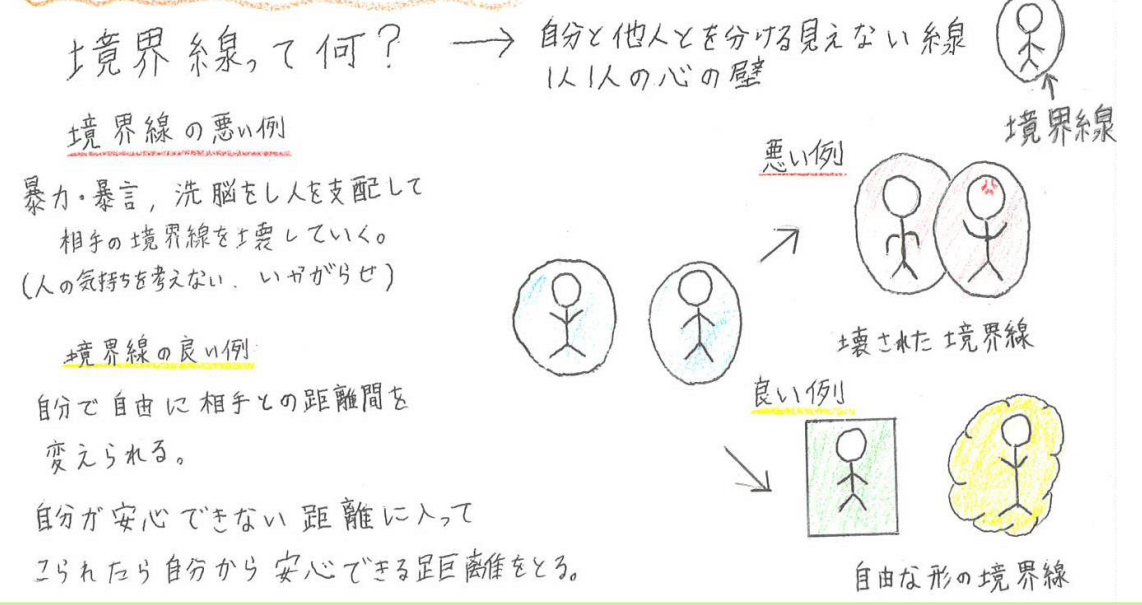 境界線って何？ → 自分と他人とを分ける見えない線
1人1人の心の壁
境界線
境界線の悪い例
暴力・暴言, 洗脳をし人を支配して
相手の境界線を壊していく。
(人の気持ちを考えない、いやがらせ)
境界線の良い例
自分で自由に相手との距離間を
変えられる。
自分が安心できない距離に入って
こられたら自分から安心できる距離をとる。
悪い例
壊された境界線
良い例
自由な形の境界線